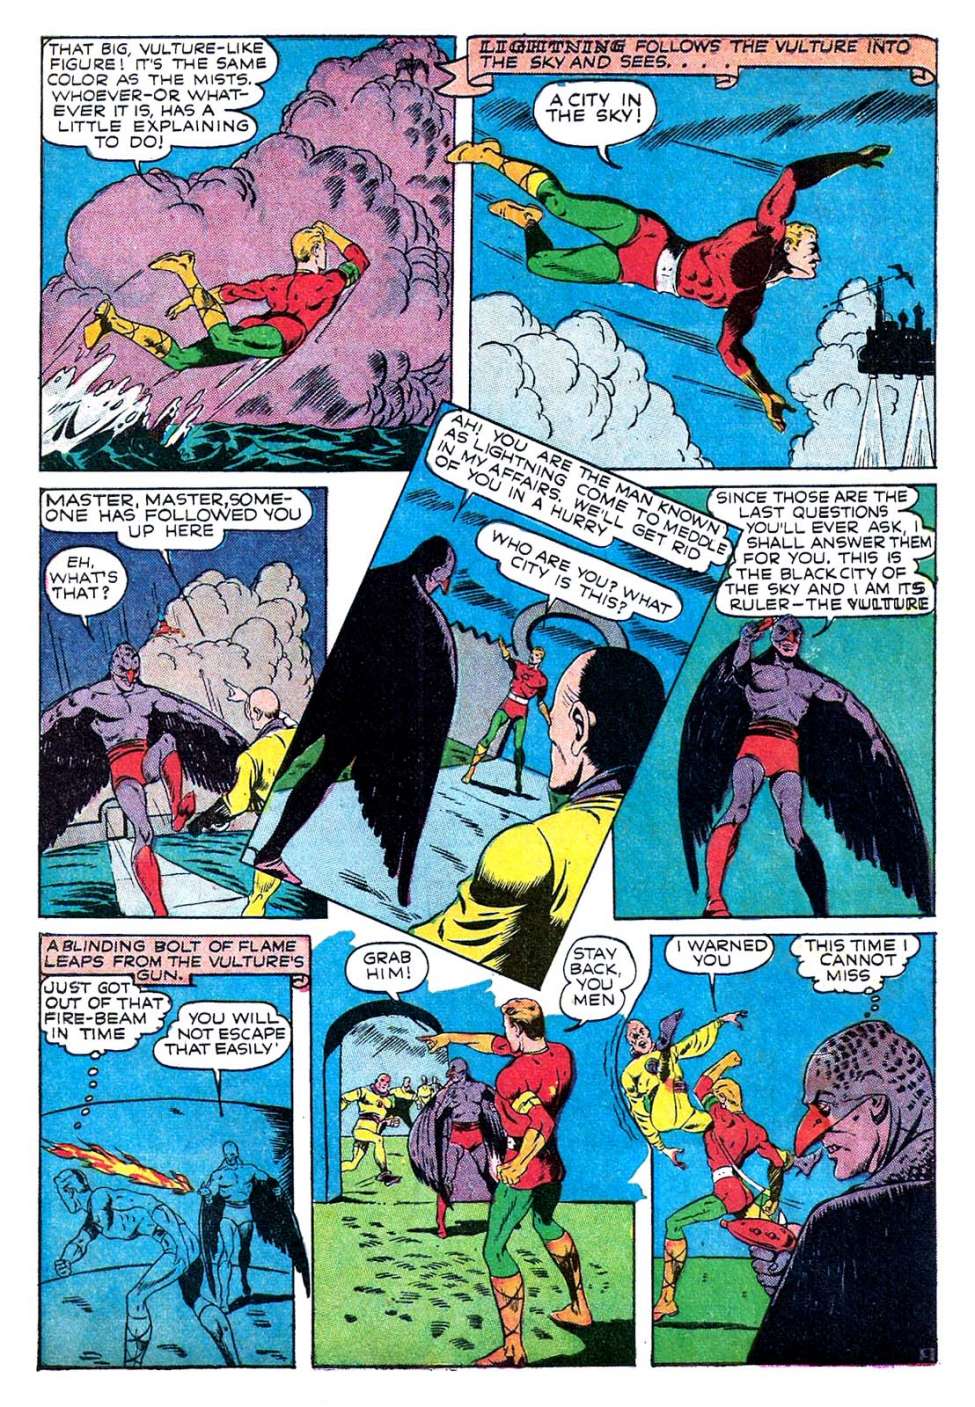 THAT BIG, VULTURE-LIKE
FIGURE! IT'S THE SAME
COLOR AS THE MISTS.
WHOEVER-OR WHAT-
EVER IT IS, HAS A
LITTLE EXPLAINING
TO DO!
LIGHTNING FOLLOWS THE VULTURE INTO
THE SKY AND SEES. . . .
A CITY IN
THE SKY!
MASTER, MASTER, SOME-
ONE HAS FOLLOWED YOU
UP HERE
EH,
WHAT'S
THAT?
AH! YOU ARE THE MAN KNOWN
AS LIGHTNING COME TO MEDDLE
IN MY AFFAIRS. WE'LL GET RID
OF YOU IN A HURRY
WHO ARE YOU? WHAT
CITY IS THIS?
SINCE THOSE ARE THE
LAST QUESTIONS
YOU'LL EVER ASK, I
SHALL ANSWER THEM
FOR YOU. THIS IS
THE BLACK CITY OF
THE SKY AND I AM ITS
RULER-THE VULTURE
A BLINDING BOLT OF FLAME
LEAPS FROM THE VULTURE'S
GUN.
JUST GOT
OUT OF THAT
FIRE-BEAM
IN TIME
YOU WILL
NOT ESCAPE
THAT EASILY'
GRAB
HIM!
STAY
BACK,
YOU
MEN
I WARNED
YOU
THIS TIME I
CANNOT
MISS